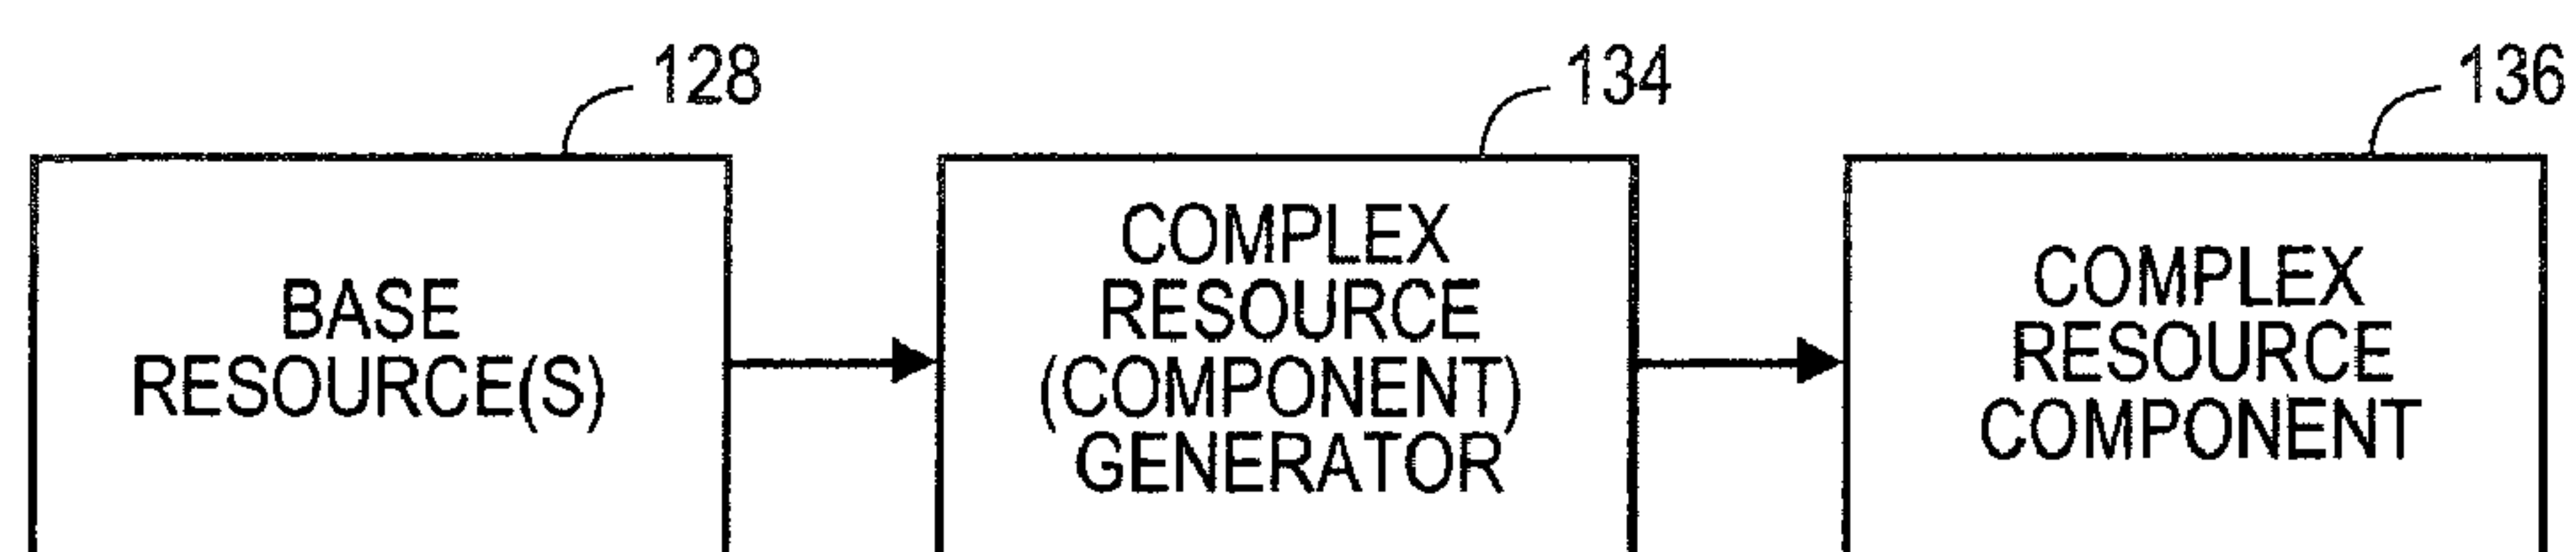 128
134
136
BASE
RESOURCE(S)
COMPLEX
RESOURCE
(COMPONENT)
GENERATOR
COMPLEX
RESOURCE
COMPONENT